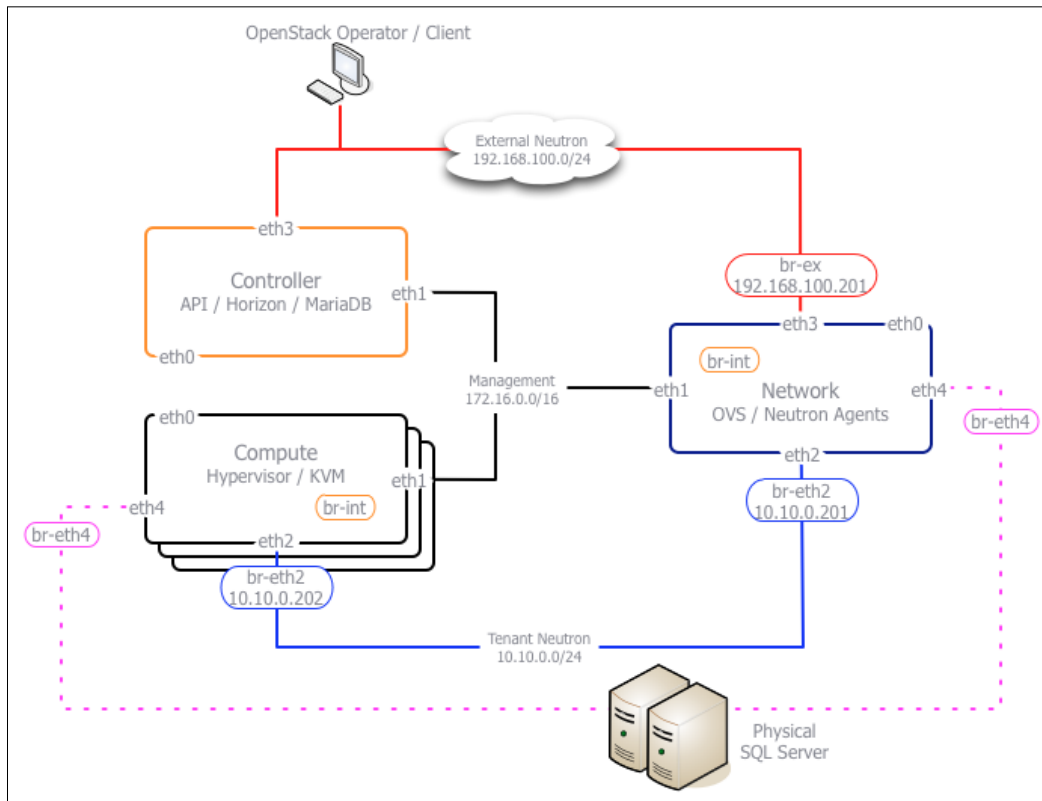 OpenStack Operator / Client
External Neutron
192.168.100.0/24
eth3
Controller
API / Horizon / MariaDB
eth1
eth0
br-ex
192.168.100.201
eth3
eth0
br-int
eth1
Network
OVS / Neutron Agents
eth4
eth2
br-eth4
Management
172.16.0.0/16
eth0
Compute
Hypervisor / KVM
eth1
br-int
eth4
eth2
br-eth4
br-eth2
10.10.0.201
br-eth2
10.10.0.202
Tenant Neutron
10.10.0.0/24
Physical
SQL Server